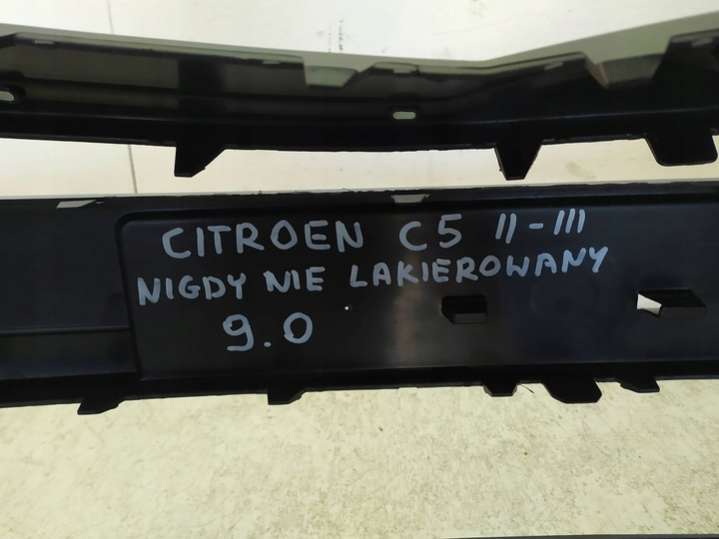 CITROEN C5 II-III
NIGDY NIE LAKIEROWANY
9.0